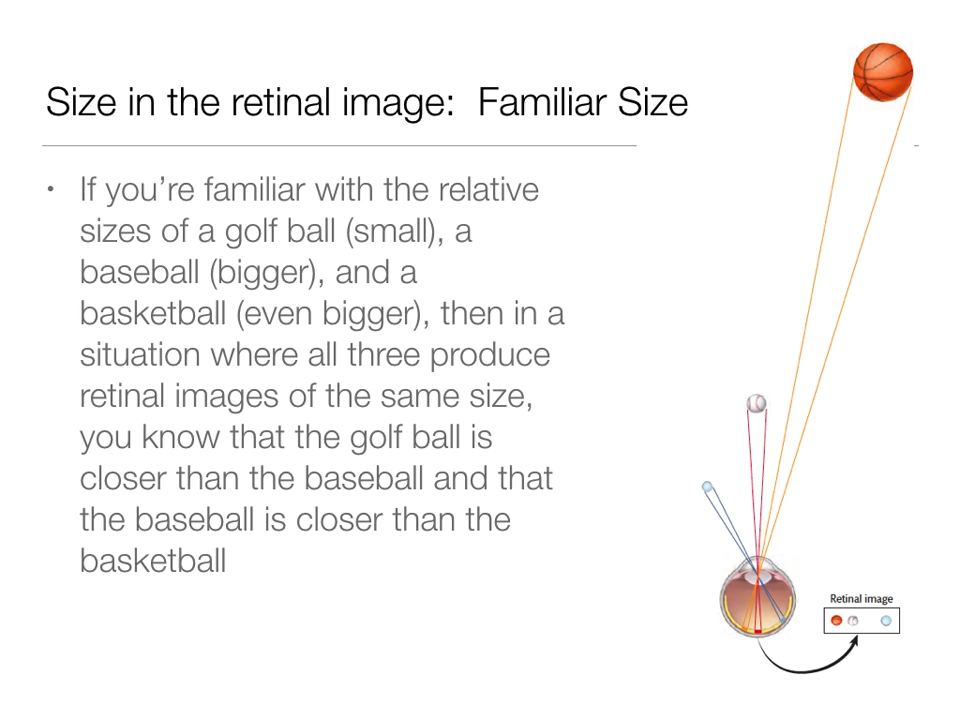 Size in the retinal image:  Familiar Size
• If you’re familiar with the relative
sizes of a golf ball (small), a
baseball (bigger), and a
basketball (even bigger), then in a
situation where all three produce
retinal images of the same size,
you know that the golf ball is
closer than the baseball and that
the baseball is closer than the
basketball
Retinal image